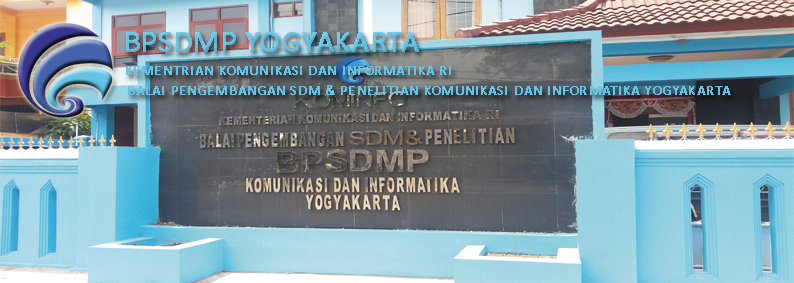 BPSDMP YOGYAKARTA
KEMENTRIAN KOMUNIKASI DAN INFORMATIKA RI
BALAI PENGEMBANGAN SDM & PENELITIAN KOMUNIKASI DAN INFORMATIKA YOGYAKARTA
KOMINFO
KEMENTERIAN KOMUNIKASI DAN INFORMATIKA RI
BALAI PENGEMBANGAN SDM & PENELITIAN
BPSDMP
KOMUNIKASI DAN INFORMATIKA
YOGYAKARTA